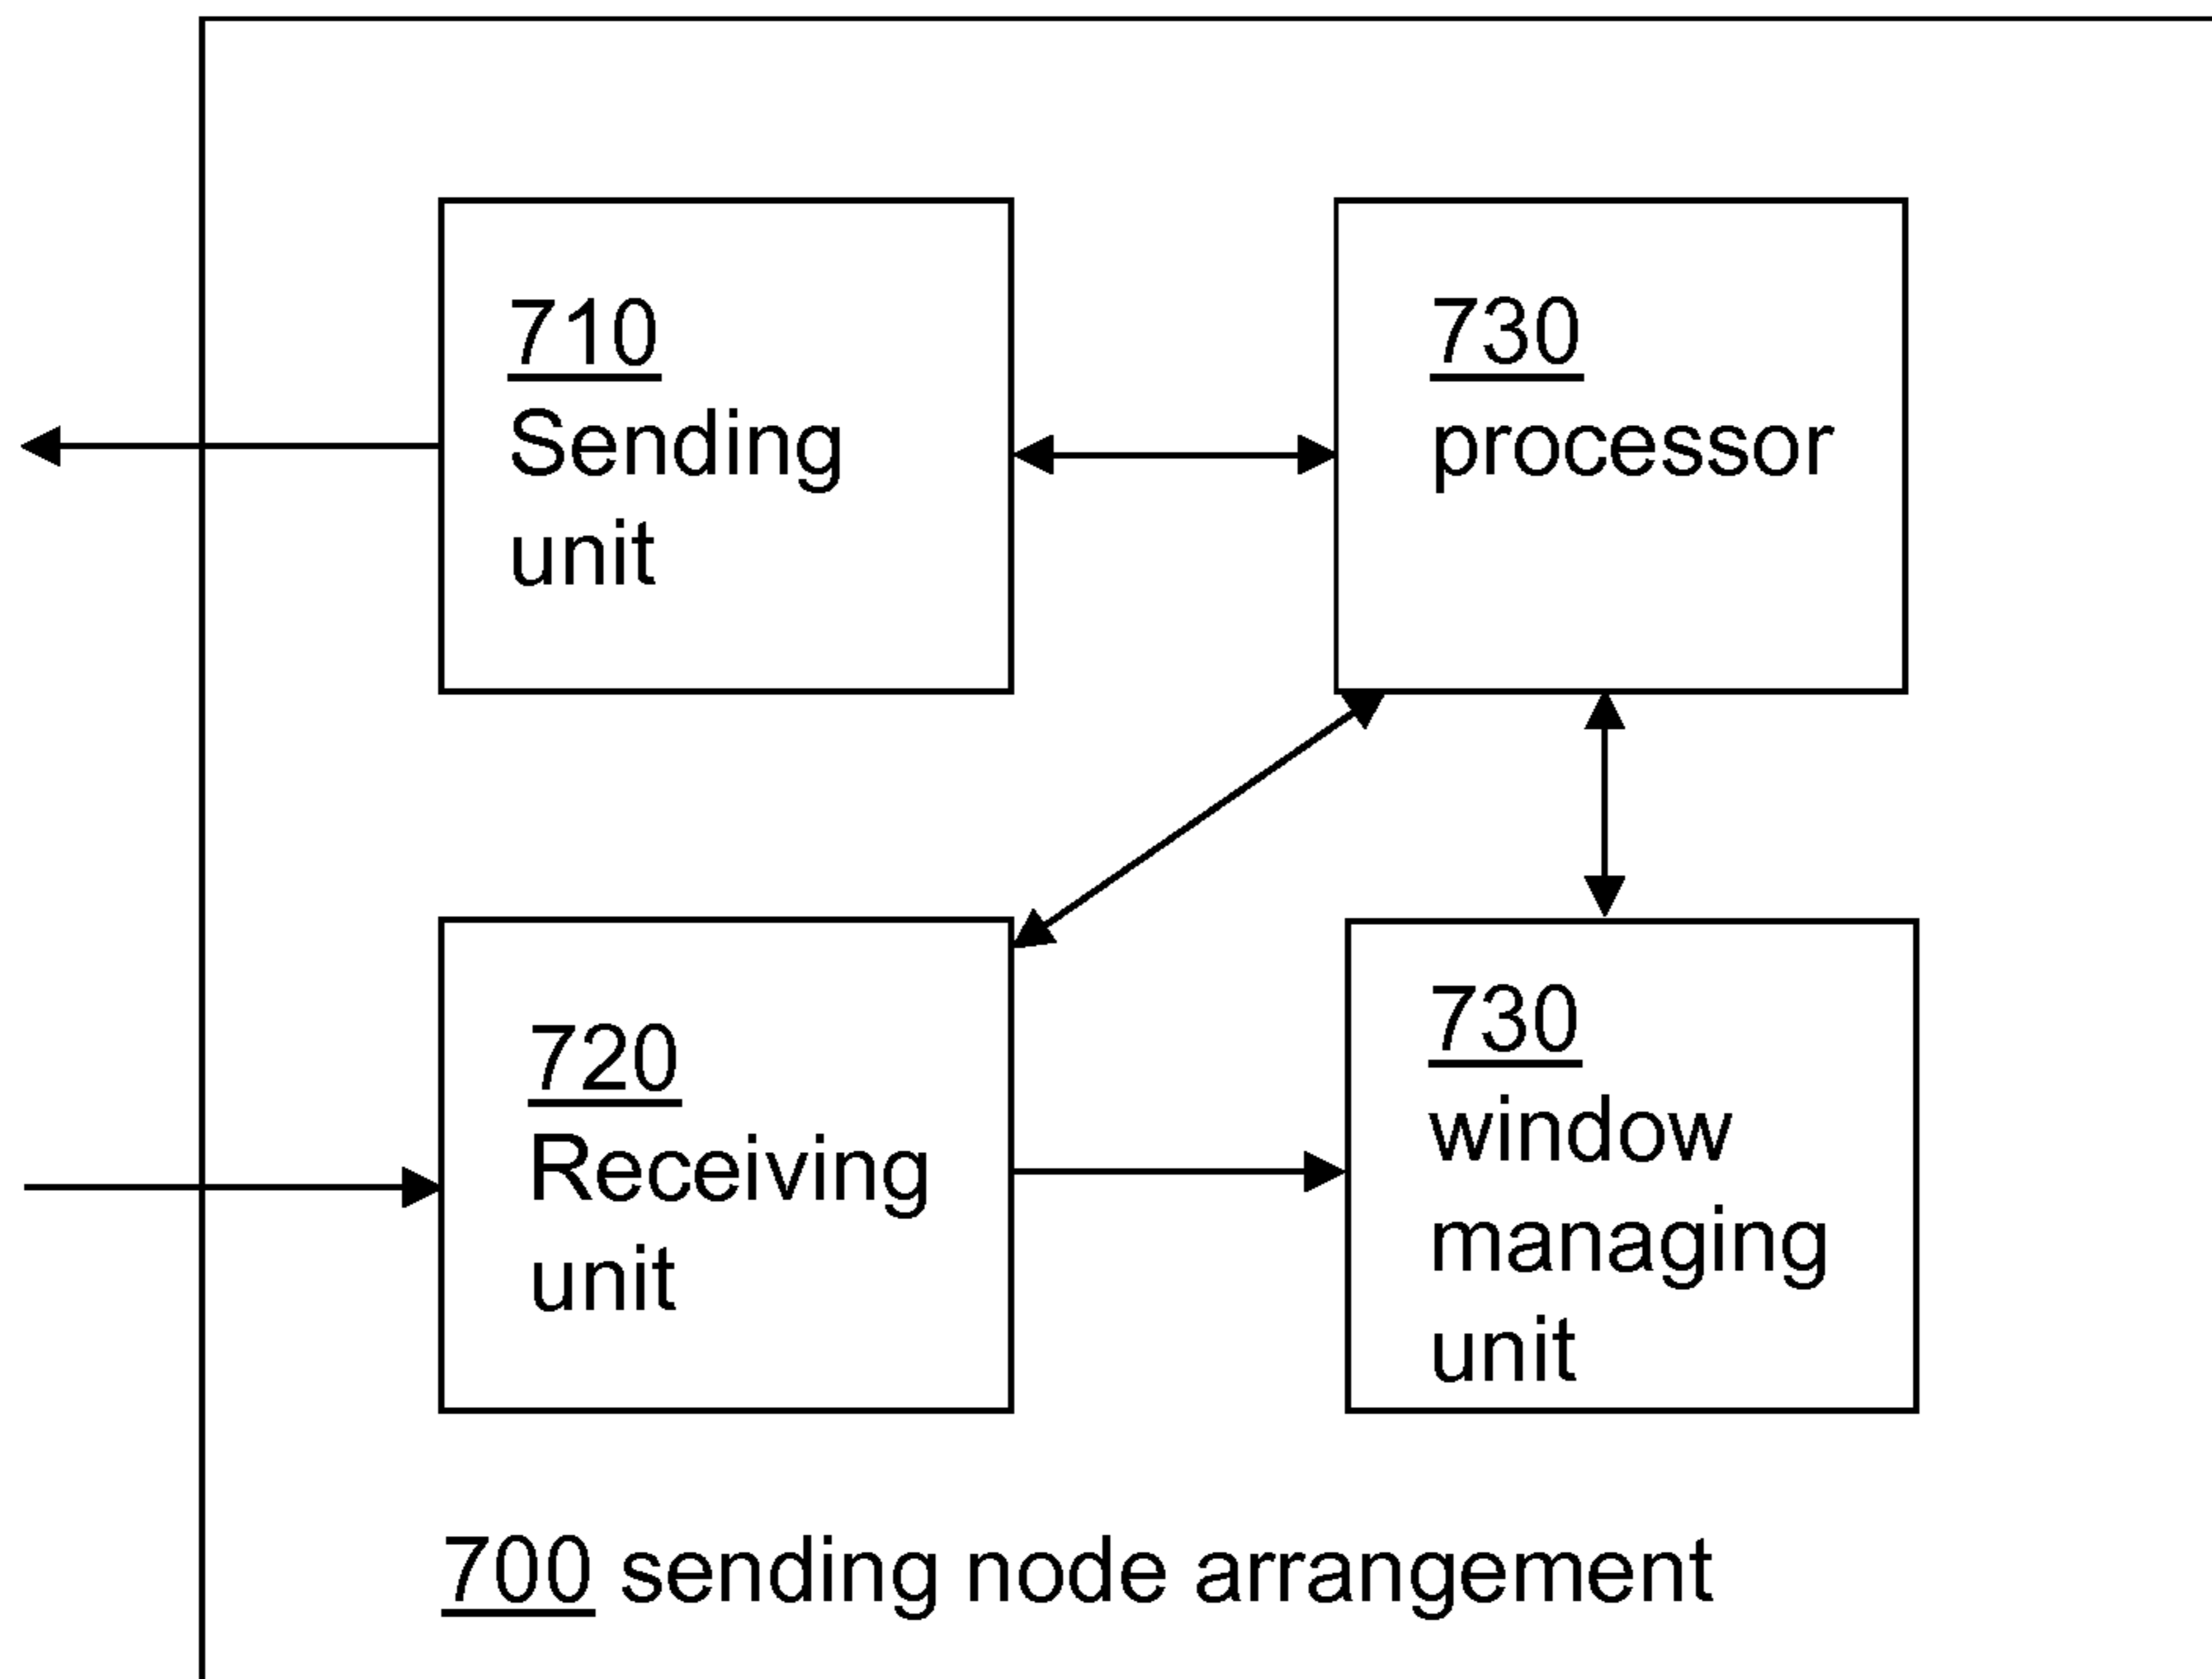 710
Sending
unit
730
processor
720
Receiving
unit
730
window
managing
unit
700 sending node arrangement